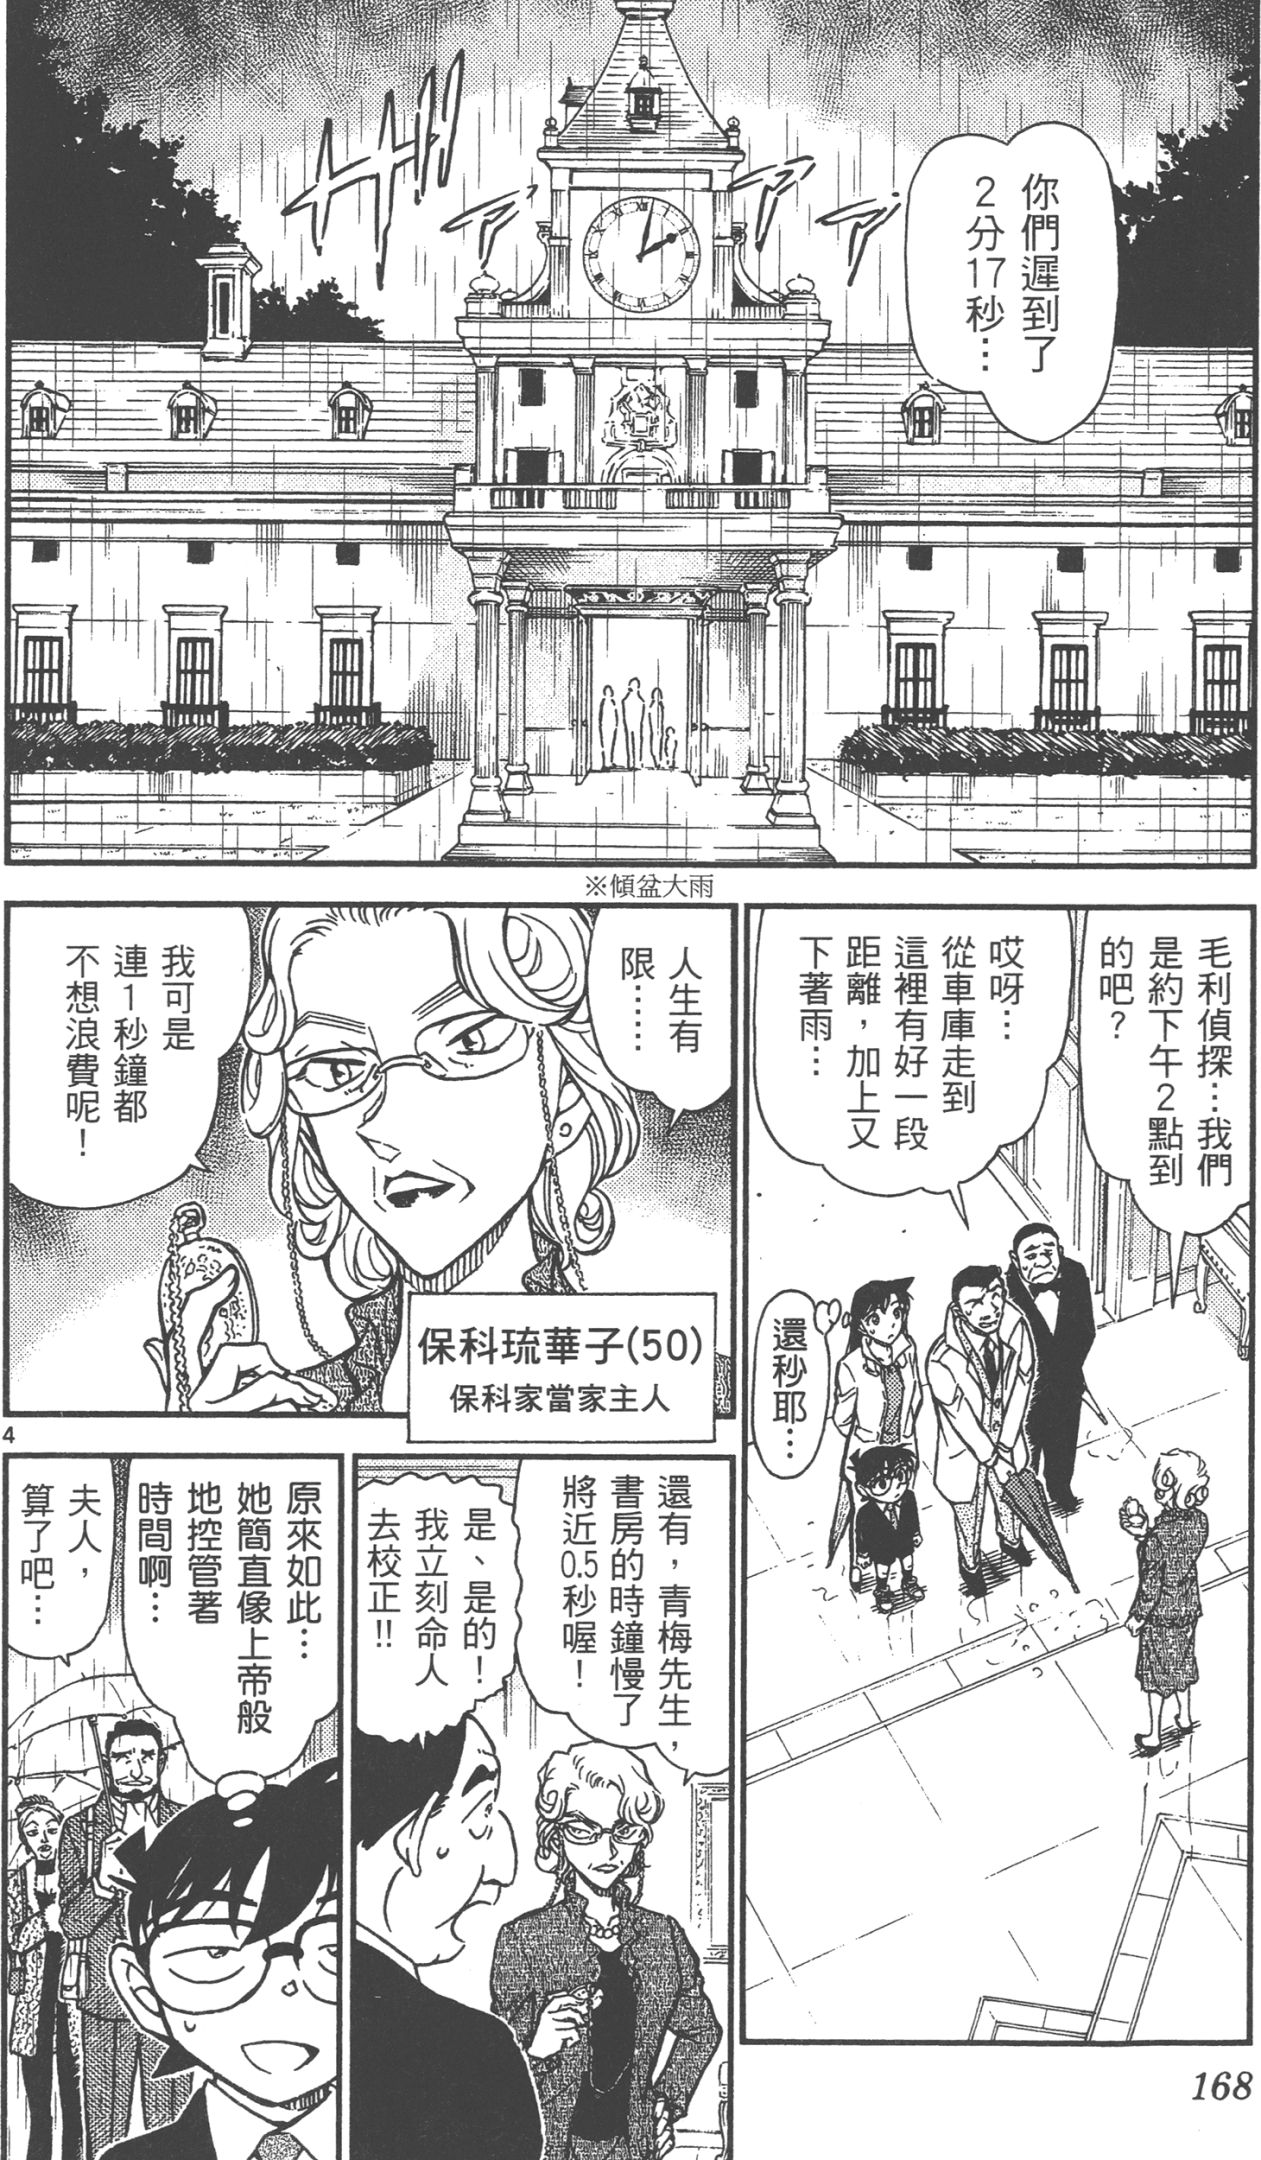 你們遲到了
2分17秒…
ザァァァ
※傾盆大雨
毛利偵探…我們
是約下午2點到
的吧？
哎呀…
從車庫走到
這裡有好一段
距離，加上又
下著雨…
還秒耶…
人生有
限……
我可是
連1秒鐘都
不想浪費呢！
保科琉華子(50)
保科家當家主人
4
還有，青梅先生，
書房的時鐘慢了
將近0.5秒喔！
是、是的！
我立刻命人
去校正!!
原來如此…
她簡直像上帝般
地控管著
時間啊…
夫人，
算了吧…
168